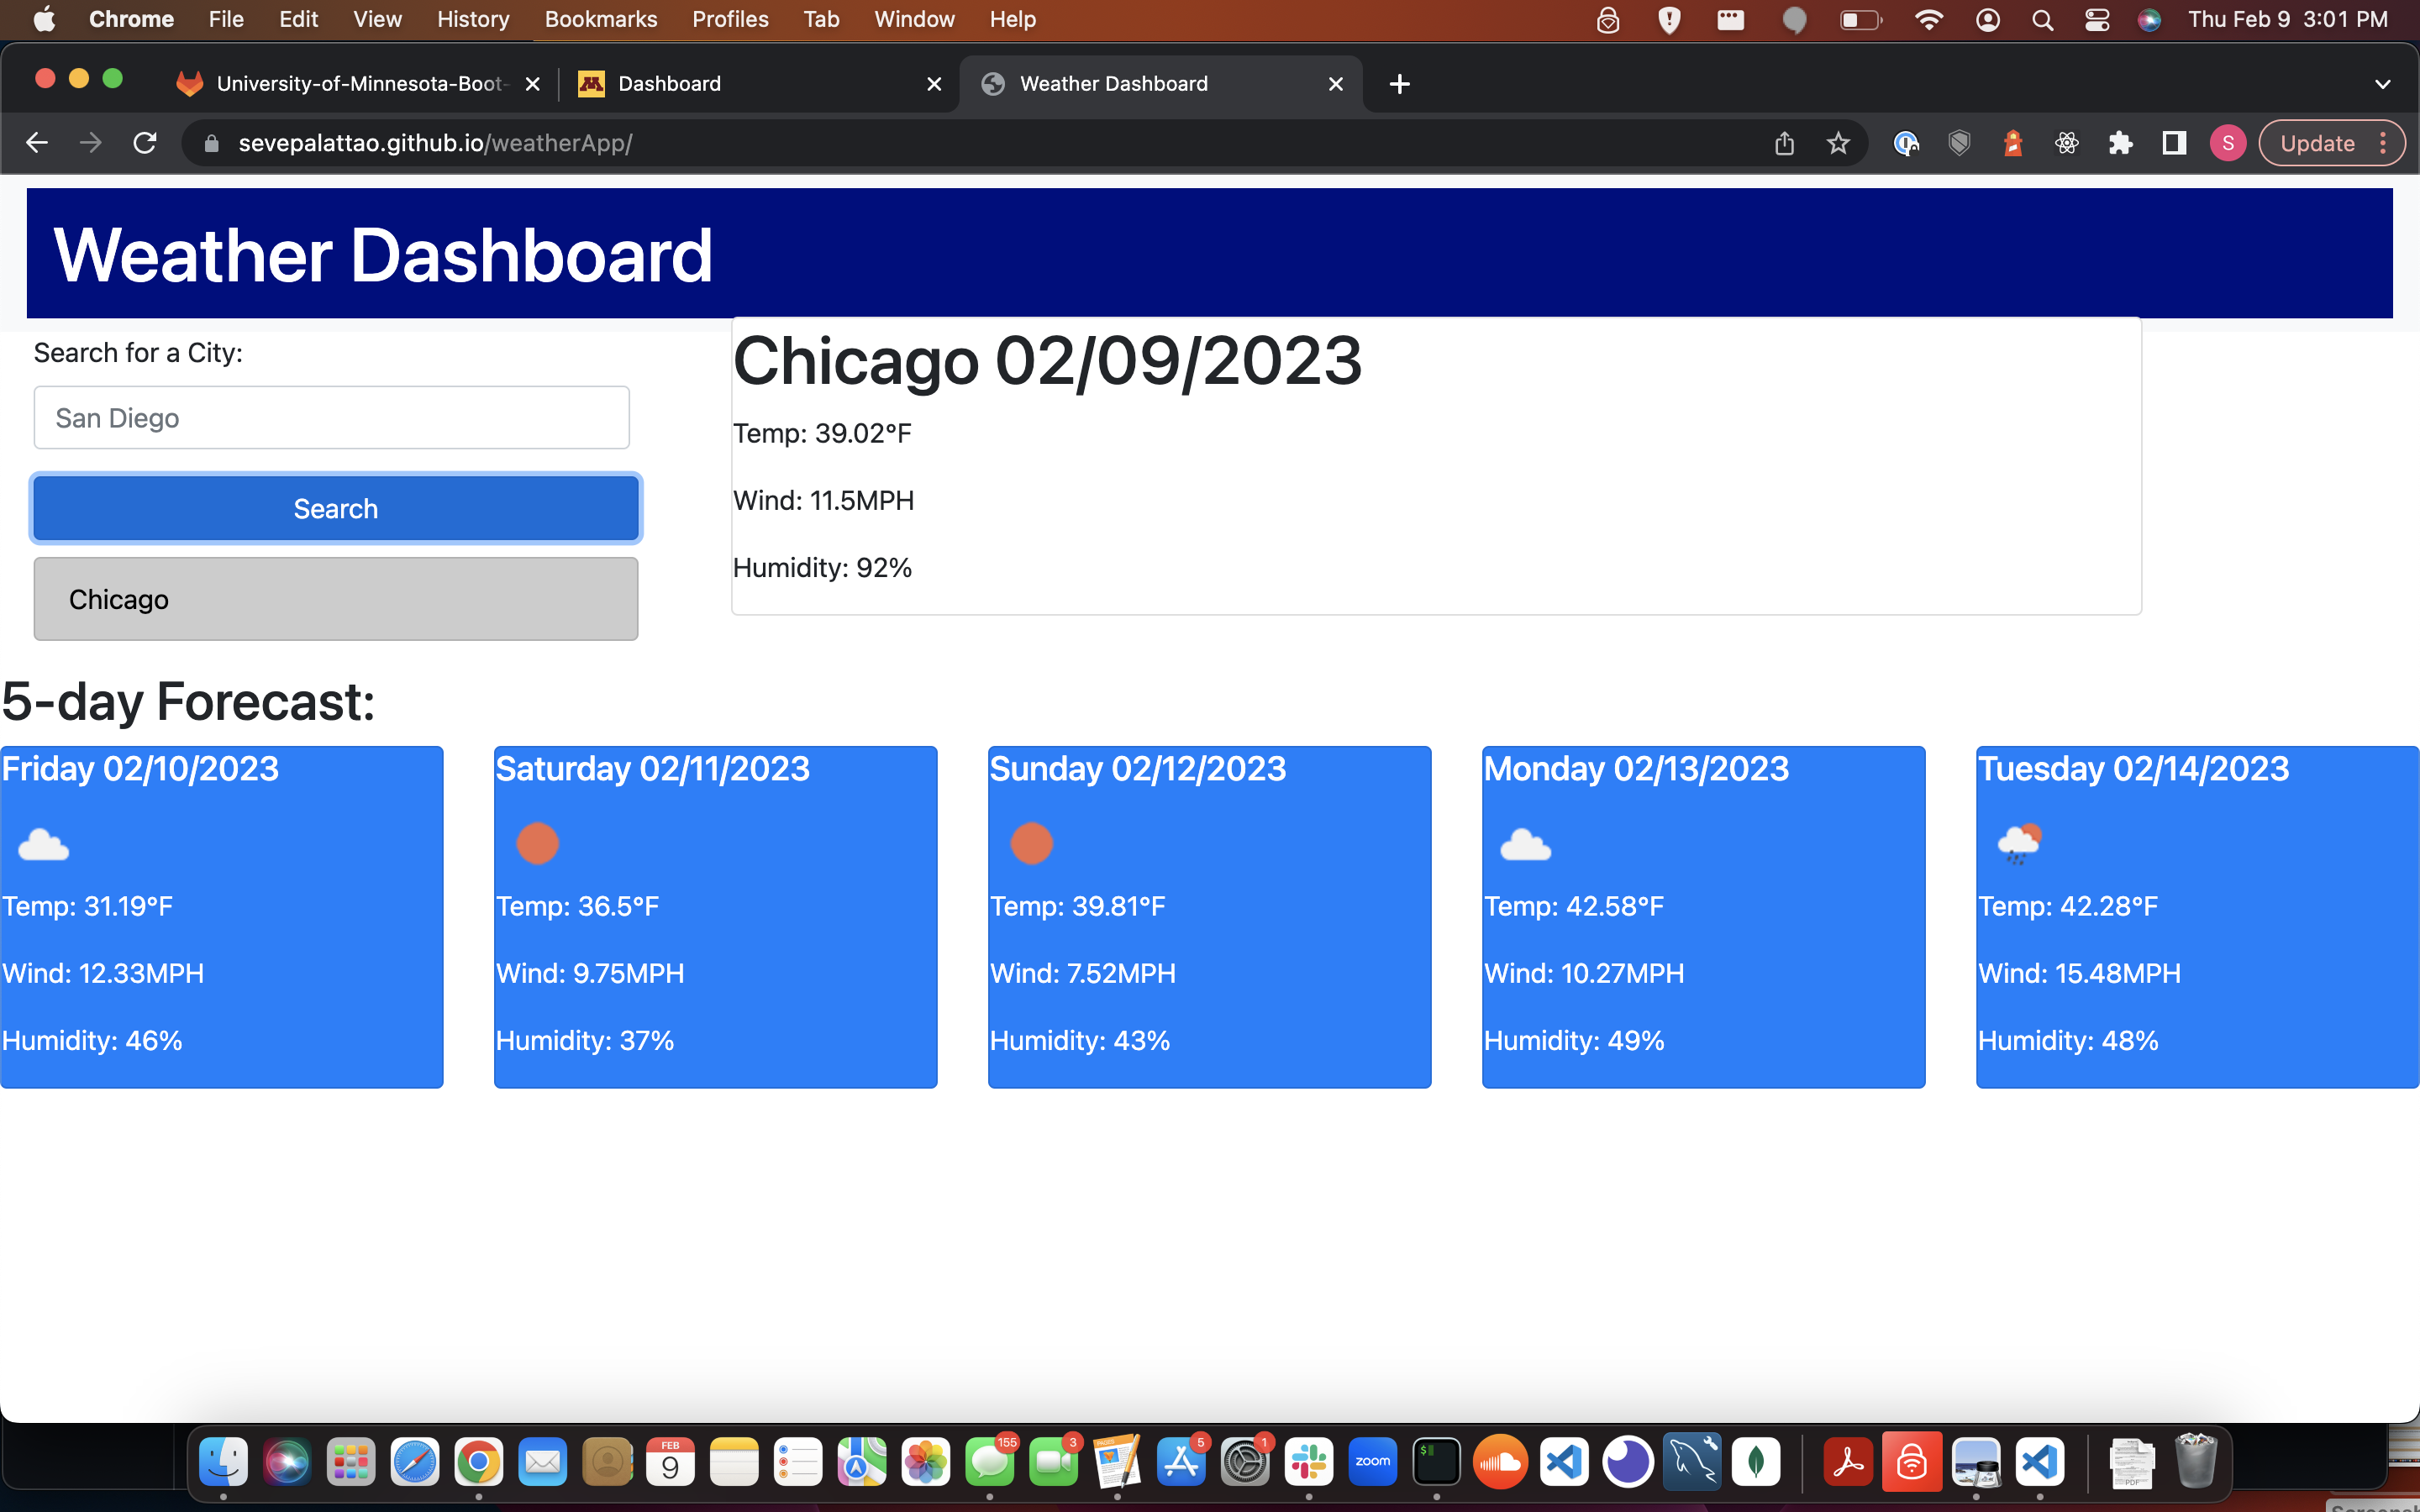 Chrome File Edit View History Bookmarks Profiles Tab Window Help Thu Feb 9 3:01 PM
University-of-Minnesota-Boot- Dashboard Weather Dashboard
sevepalattao.github.io/weatherApp/ S Update
Weather Dashboard
Search for a City:
San Diego
Search
Chicago
Chicago 02/09/2023
Temp: 39.02°F
Wind: 11.5MPH
Humidity: 92%
5-day Forecast:
Friday 02/10/2023
Temp: 31.19°F
Wind: 12.33MPH
Humidity: 46%
Saturday 02/11/2023
Temp: 36.5°F
Wind: 9.75MPH
Humidity: 37%
Sunday 02/12/2023
Temp: 39.81°F
Wind: 7.52MPH
Humidity: 43%
Monday 02/13/2023
Temp: 42.58°F
Wind: 10.27MPH
Humidity: 49%
Tuesday 02/14/2023
Temp: 42.28°F
Wind: 15.48MPH
Humidity: 48%
FEB
9
155
3
PAGES
5
1
zoom
$
PDF